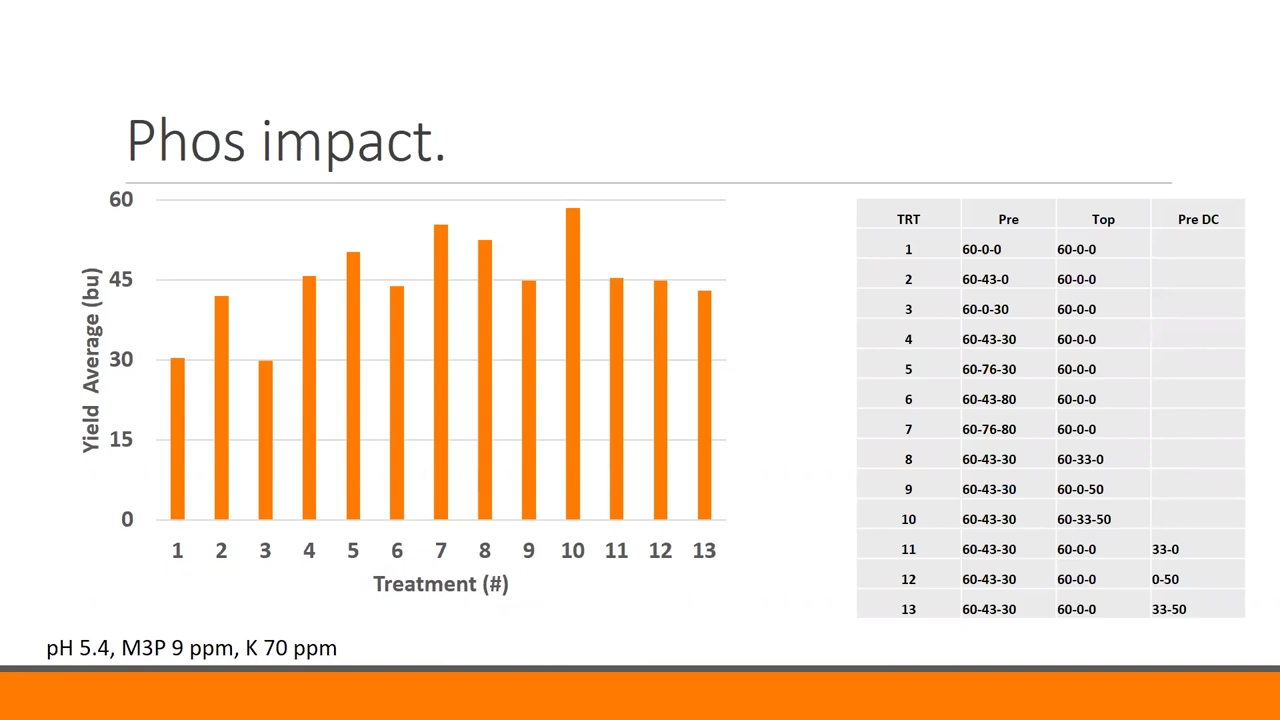 Phos impact.
60
45
30
15
0
Yield Average (bu)
1 2 3 4 5 6 7 8 9 10 11 12 13
Treatment (#)
TRT Pre Top Pre DC
1 60-0-0 60-0-0
2 60-43-0 60-0-0
3 60-0-30 60-0-0
4 60-43-30 60-0-0
5 60-76-30 60-0-0
6 60-43-80 60-0-0
7 60-76-80 60-0-0
8 60-43-30 60-33-0
9 60-43-30 60-0-50
10 60-43-30 60-33-50
11 60-43-30 60-0-0 33-0
12 60-43-30 60-0-0 0-50
13 60-43-30 60-0-0 33-50
pH 5.4, M3P 9 ppm, K 70 ppm